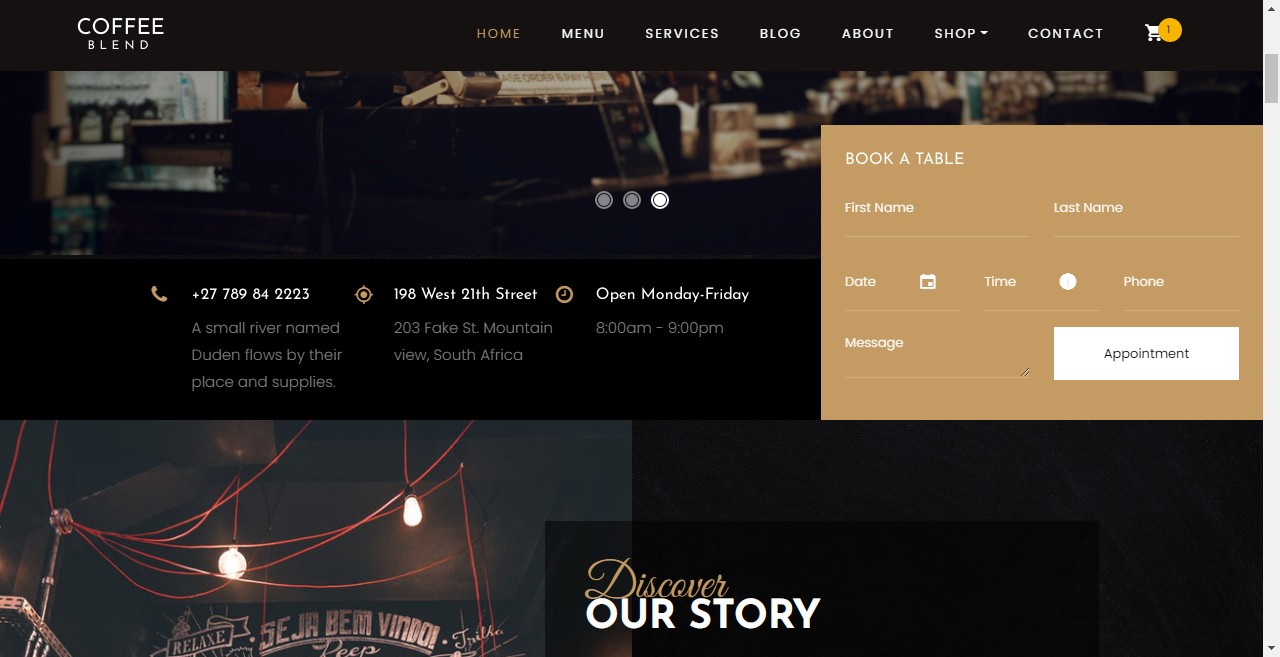 COFFEE
BLEND
HOME
MENU
SERVICES
BLOG
ABOUT
SHOP
CONTACT
1
BOOK A TABLE
First Name
Last Name
Date
Time
Phone
Message
Appointment
+27 789 84 2223
A small river named
Duden flows by their
place and supplies.
198 West 21th Street
203 Fake St. Mountain
view, South Africa
Open Monday-Friday
8:00am - 9:00pm
Discover
OUR STORY
RELAXE
SEJA BEM VINDO!